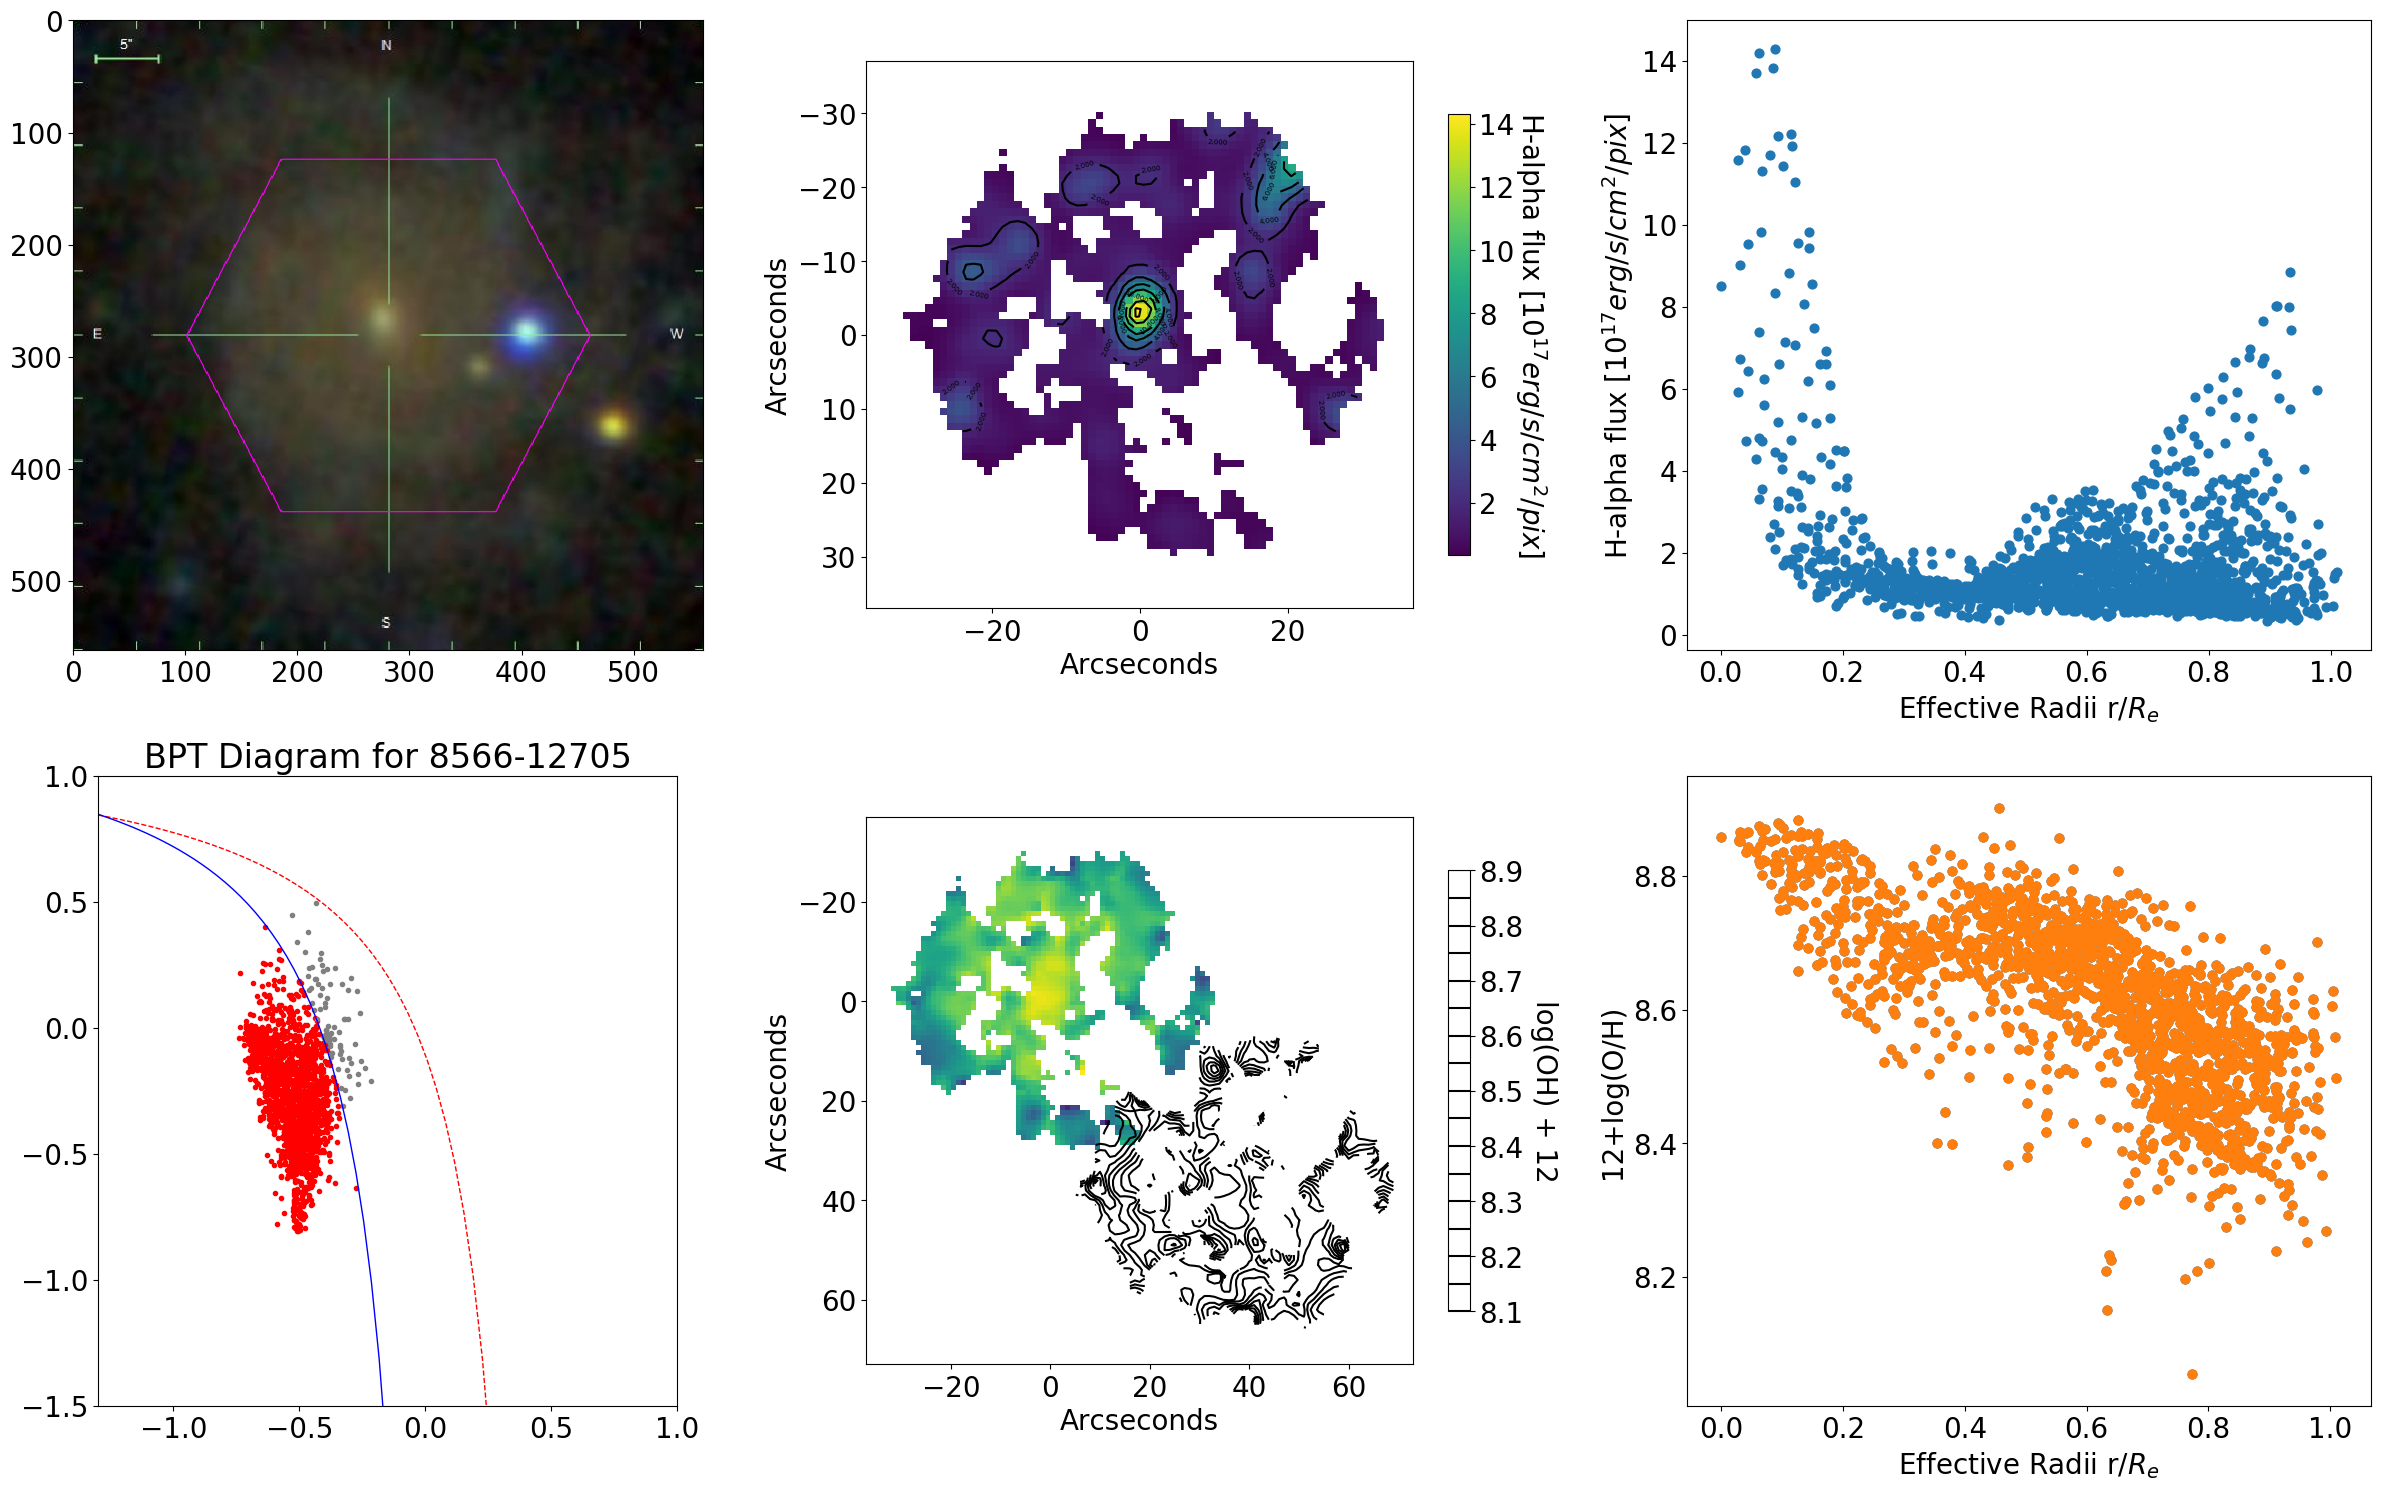 0
100
200
300
400
500
0 100 200 300 400 500
5"
N
E
W
S
−30
−20
−10
0
10
20
30
Arcseconds
−20 0 20
Arcseconds
14
12
10
8
6
4
2
H-alpha flux [10^17 erg/s/cm^2/pix]
14
12
10
8
6
4
2
0
H-alpha flux [10^17 erg/s/cm^2/pix]
0.0 0.2 0.4 0.6 0.8 1.0
Effective Radii r/R_e
BPT Diagram for 8566-12705
1.0
0.5
0.0
−0.5
−1.0
−1.5
−1.0 −0.5 0.0 0.5 1.0
−20
0
20
40
60
Arcseconds
−20 0 20 40 60
Arcseconds
8.9
8.8
8.7
8.6
8.5
8.4
8.3
8.2
8.1
log(OH) + 12
8.8
8.6
8.4
8.2
12+log(O/H)
0.0 0.2 0.4 0.6 0.8 1.0
Effective Radii r/R_e